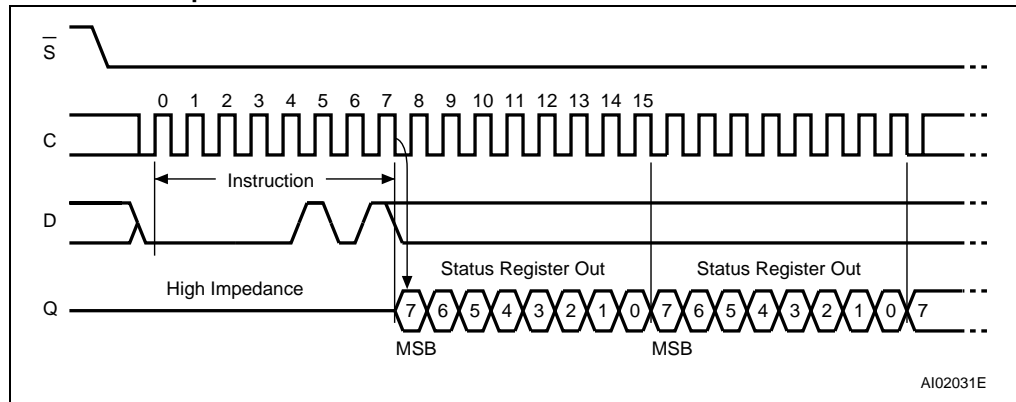 S
0 1 2 3 4 5 6 7 8 9 10 11 12 13 14 15
C
Instruction
D
Status Register Out Status Register Out
High Impedance
Q 7 6 5 4 3 2 1 0 7 6 5 4 3 2 1 0 7
MSB MSB
AI02031E